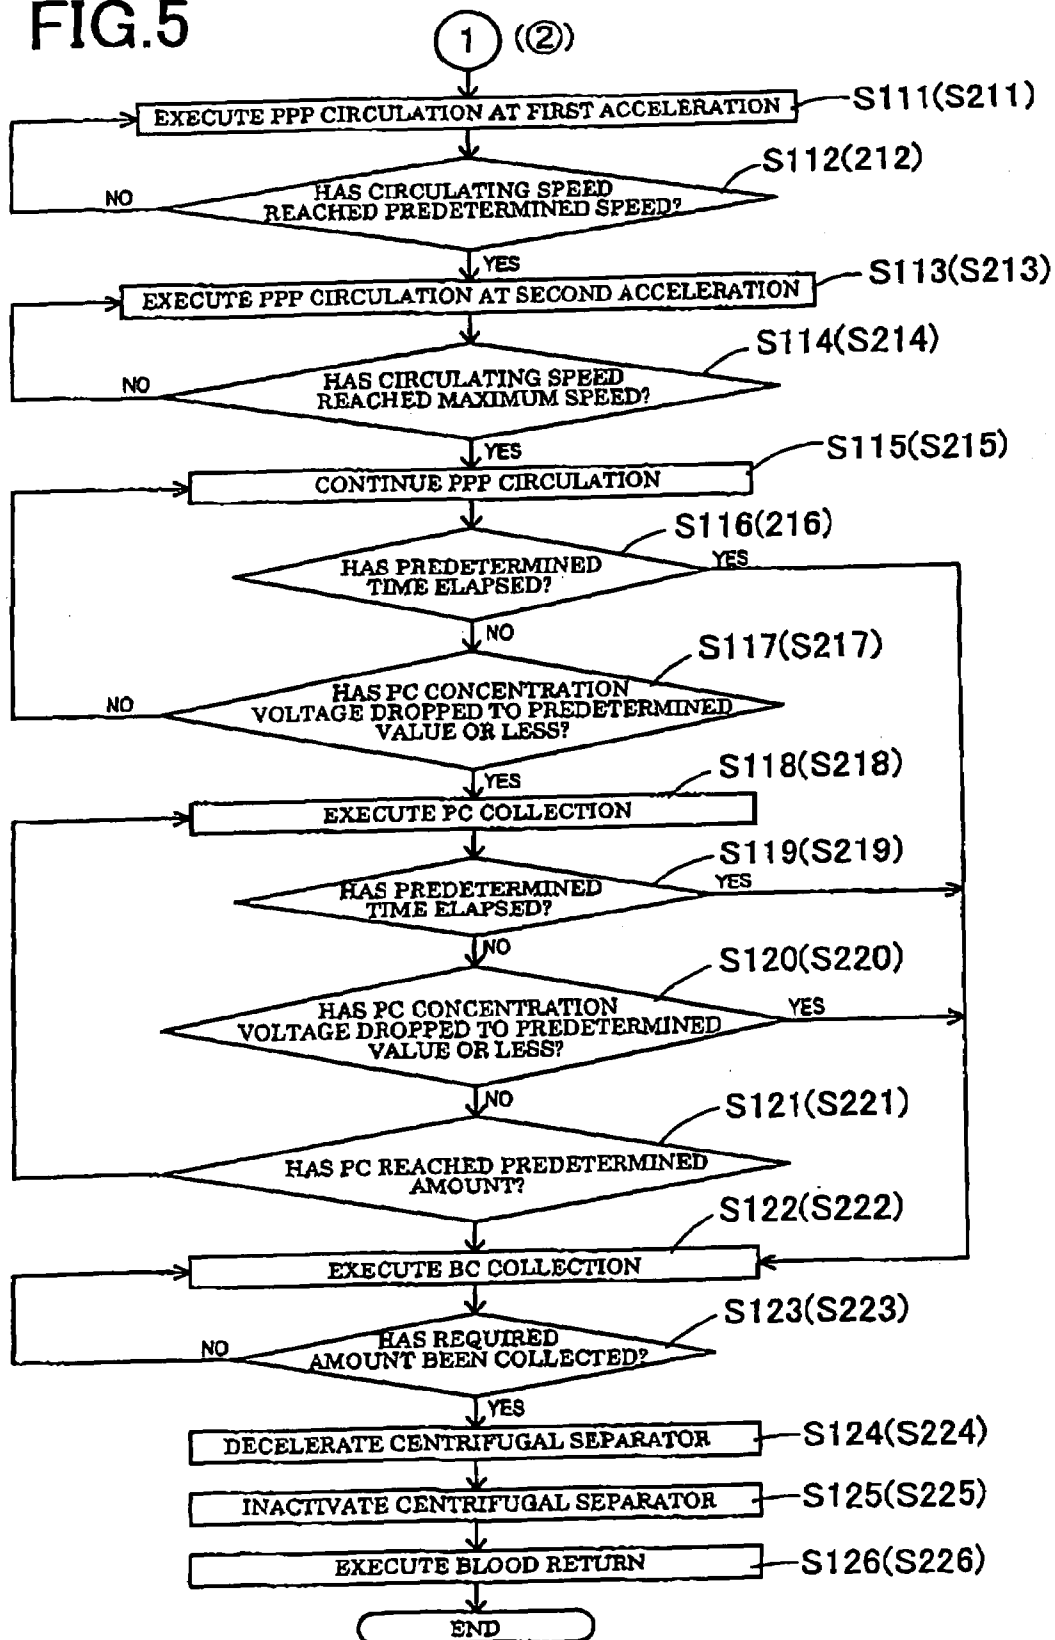 FIG.5
1 (②)
EXECUTE PPP CIRCULATION AT FIRST ACCELERATION
S111(S211)
S112(212)
HAS CIRCULATING SPEED
REACHED PREDETERMINED SPEED?
NO
YES
EXECUTE PPP CIRCULATION AT SECOND ACCELERATION
S113(S213)
S114(S214)
HAS CIRCULATING SPEED
REACHED MAXIMUM SPEED?
NO
YES
S115(S215)
CONTINUE PPP CIRCULATION
S116(216)
HAS PREDETERMINED
TIME ELAPSED?
YES
NO
S117(S217)
HAS PC CONCENTRATION
VOLTAGE DROPPED TO PREDETERMINED
VALUE OR LESS?
NO
YES
S118(S218)
EXECUTE PC COLLECTION
S119(S219)
HAS PREDETERMINED
TIME ELAPSED?
YES
NO
S120(S220)
HAS PC CONCENTRATION
VOLTAGE DROPPED TO PREDETERMINED
VALUE OR LESS?
YES
NO
S121(S221)
HAS PC REACHED PREDETERMINED
AMOUNT?
S122(S222)
EXECUTE BC COLLECTION
S123(S223)
HAS REQUIRED
AMOUNT BEEN COLLECTED?
NO
YES
DECELERATE CENTRIFUGAL SEPARATOR
S124(S224)
INACTIVATE CENTRIFUGAL SEPARATOR
S125(S225)
EXECUTE BLOOD RETURN
S126(S226)
END